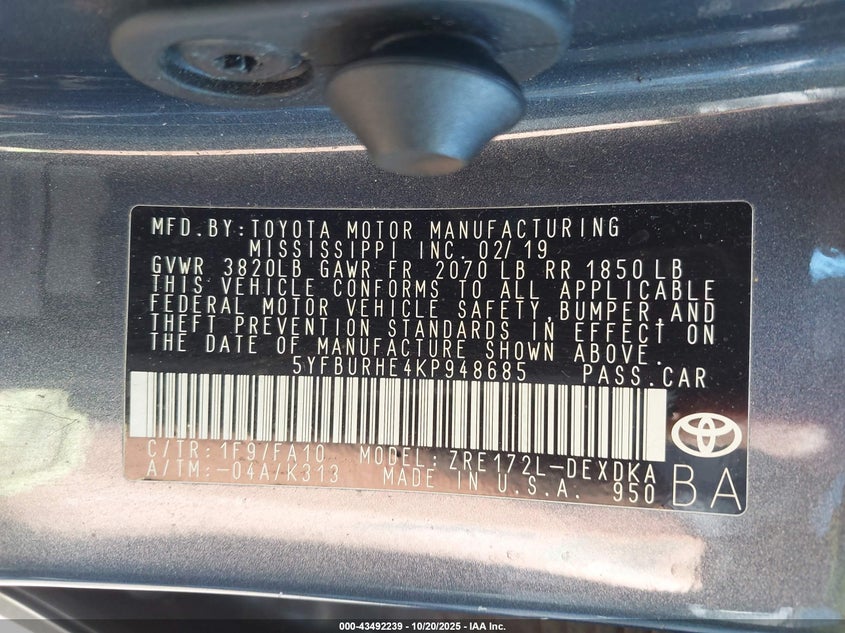 MFD.BY:TOYOTA MOTOR MANUFACTURING
MISSISSIPPI INC. 02/19
GVWR 3820LB GAWR FR 2070 LB RR 1850 LB
THIS VEHICLE CONFORMS TO ALL APPLICABLE
FEDERAL MOTOR VEHICLE SAFETY,BUMPER,AND
THEFT PREVENTION STANDARDS IN EFFECT ON
THE DATE OF MANUFACTURE SHOWN ABOVE.
5YFBURHE4KP948685 PASS.CAR
C/TR:1F9/FA10 MODEL:ZRE172L-DEXDKA
A/TM:-04A/K313 MADE IN U.S.A. 950
BA
000-43492239 - 10/20/2025 - IAA Inc.